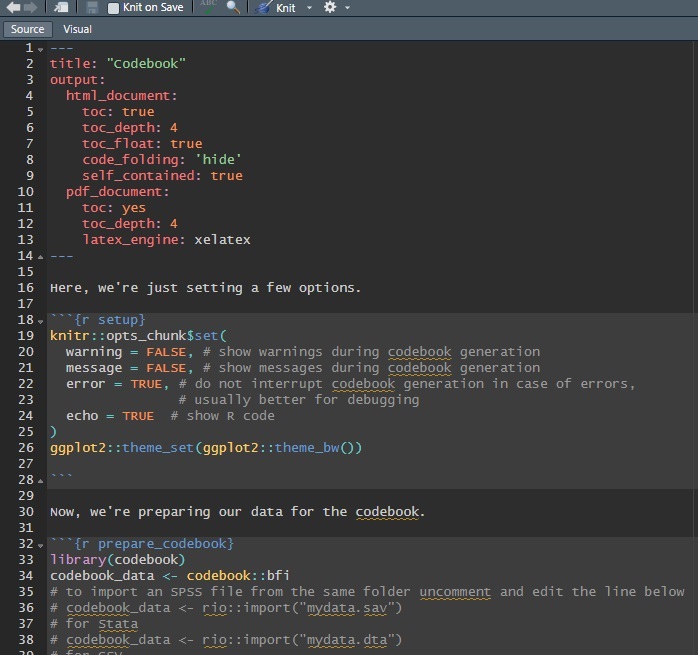 Knit on Save ABC Knit
Source Visual
1 ---
2 title: "Codebook"
3 output:
4   html_document:
5     toc: true
6     toc_depth: 4
7     toc_float: true
8     code_folding: 'hide'
9     self_contained: true
10   pdf_document:
11     toc: yes
12     toc_depth: 4
13     latex_engine: xelatex
14 ---
15
16 Here, we're just setting a few options.
17
18 ```{r setup}
19 knitr::opts_chunk$set(
20   warning = FALSE, # show warnings during codebook generation
21   message = FALSE, # show messages during codebook generation
22   error = TRUE, # do not interrupt codebook generation in case of errors,
23                 # usually better for debugging
24   echo = TRUE  # show R code
25 )
26 ggplot2::theme_set(ggplot2::theme_bw())
27
28 ```
29
30 Now, we're preparing our data for the codebook.
31
32 ```{r prepare_codebook}
33 library(codebook)
34 codebook_data <- codebook::bfi
35 # to import an SPSS file from the same folder uncomment and edit the line below
36 # codebook_data <- rio::import("mydata.sav")
37 # for Stata
38 # codebook_data <- rio::import("mydata.dta")
39 # for CSV